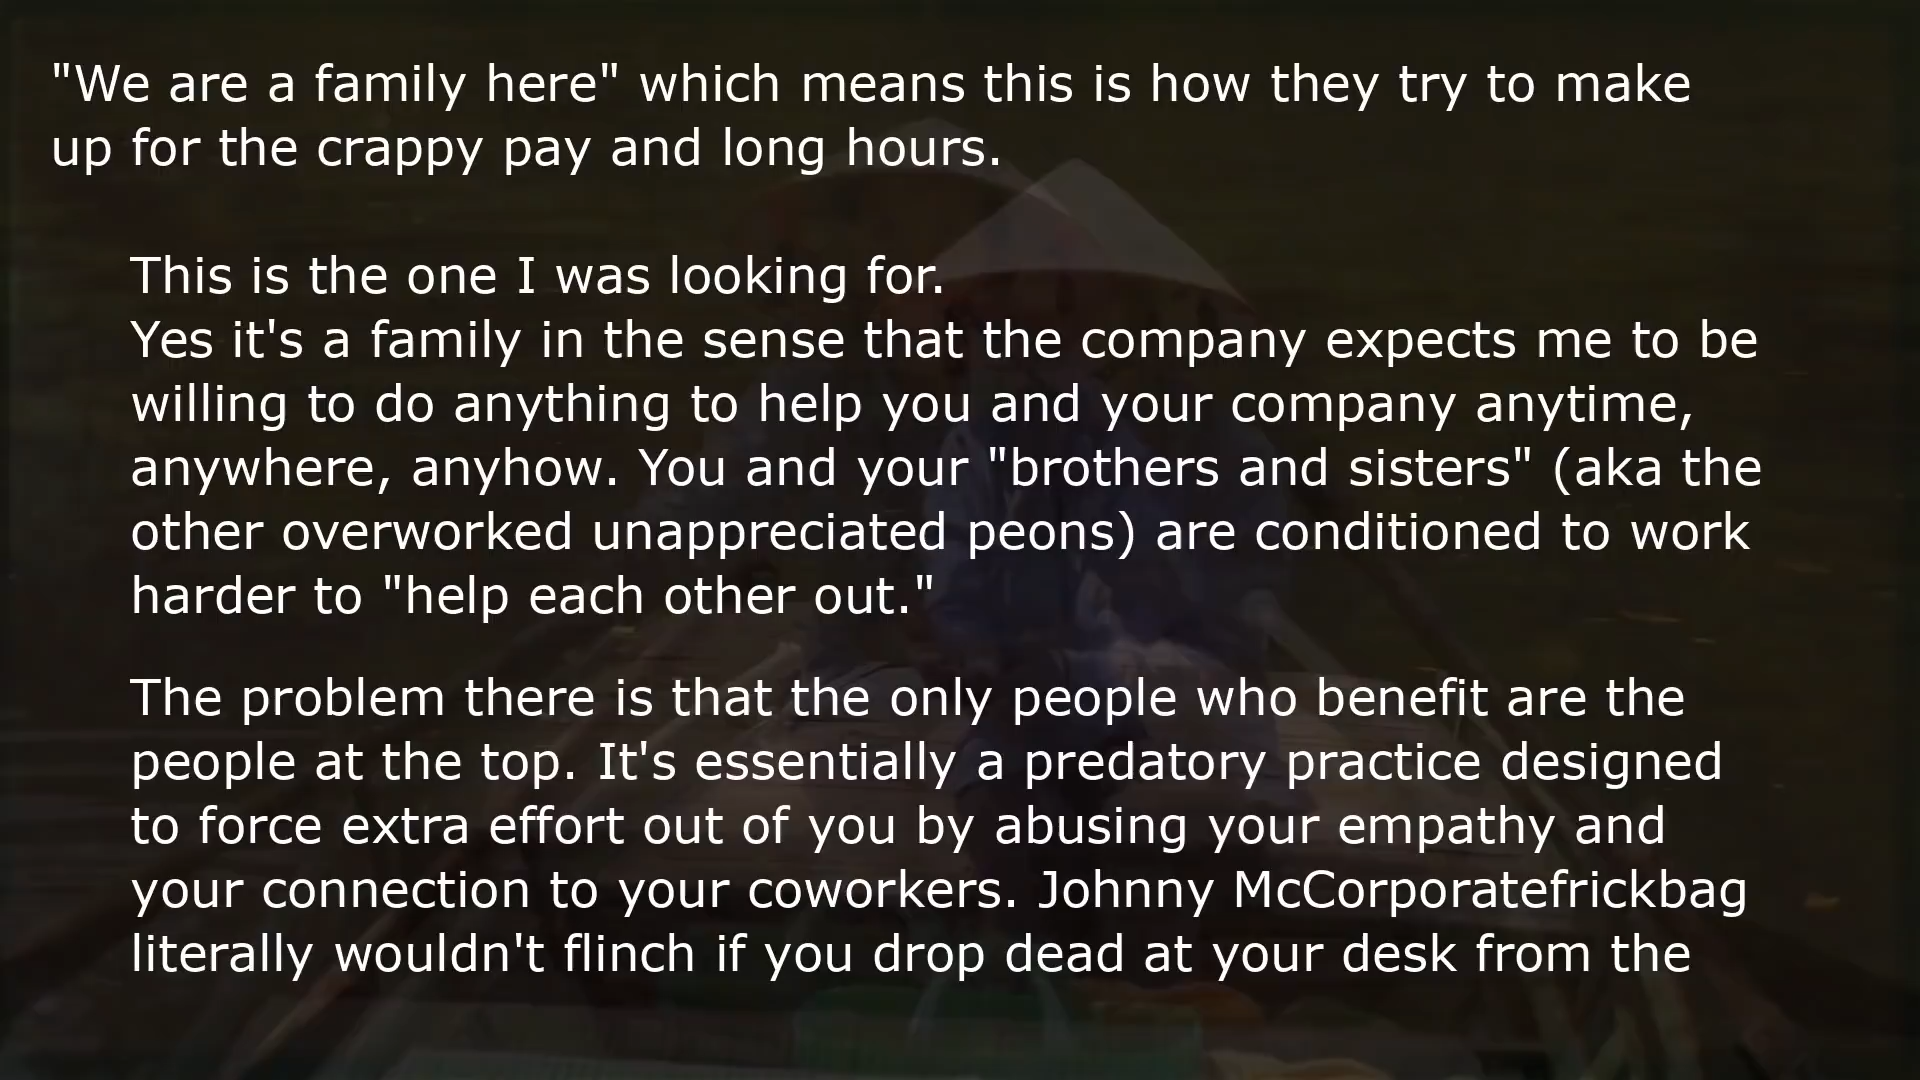 "We are a family here" which means this is how they try to make
up for the crappy pay and long hours.
This is the one I was looking for.
Yes it's a family in the sense that the company expects me to be
willing to do anything to help you and your company anytime,
anywhere, anyhow. You and your "brothers and sisters" (aka the
other overworked unappreciated peons) are conditioned to work
harder to "help each other out."
The problem there is that the only people who benefit are the
people at the top. It's essentially a predatory practice designed
to force extra effort out of you by abusing your empathy and
your connection to your coworkers. Johnny McCorporatefrickbag
literally wouldn't flinch if you drop dead at your desk from the